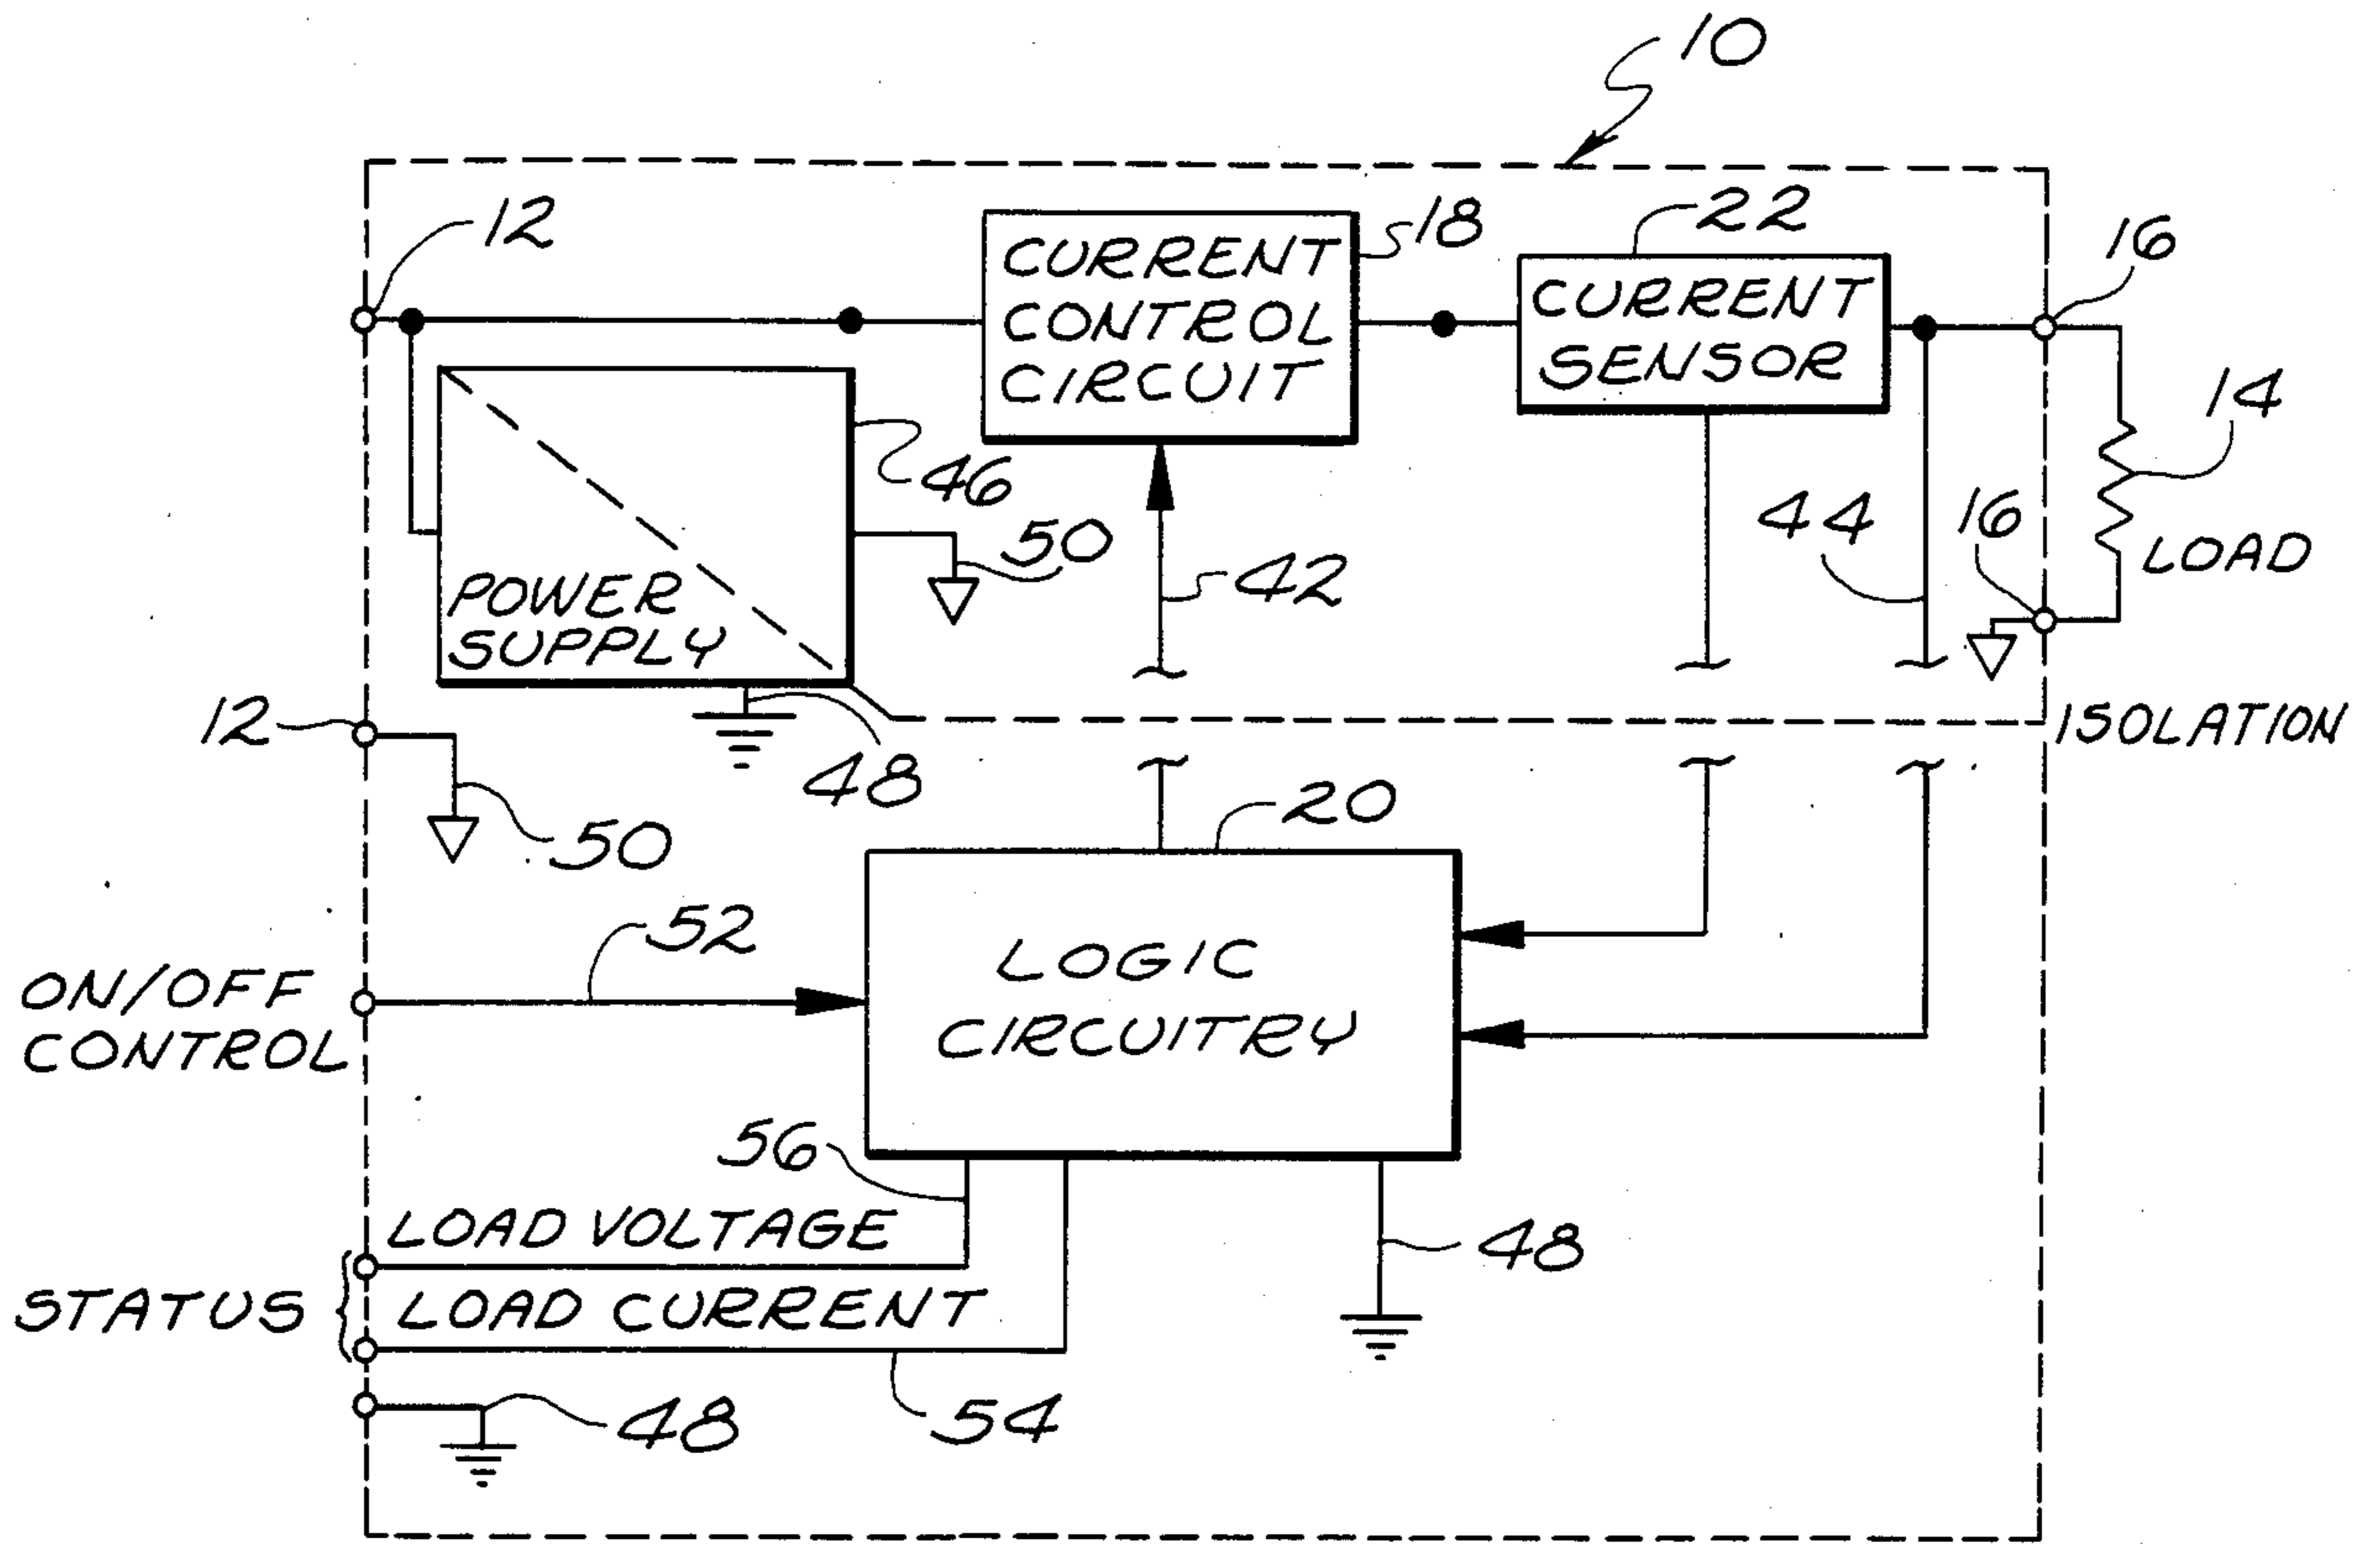 10
12
CURRENT
CONTROL
CIRCUIT
18
22
CURRENT
SENSOR
16
14
LOAD
46
50
42
44
16
POWER
SUPPLY
12
48
ISOLATION
50
20
52
ON/OFF
CONTROL
LOGIC
CIRCUITRY
56
LOAD VOLTAGE
48
STATUS
LOAD CURRENT
48
54